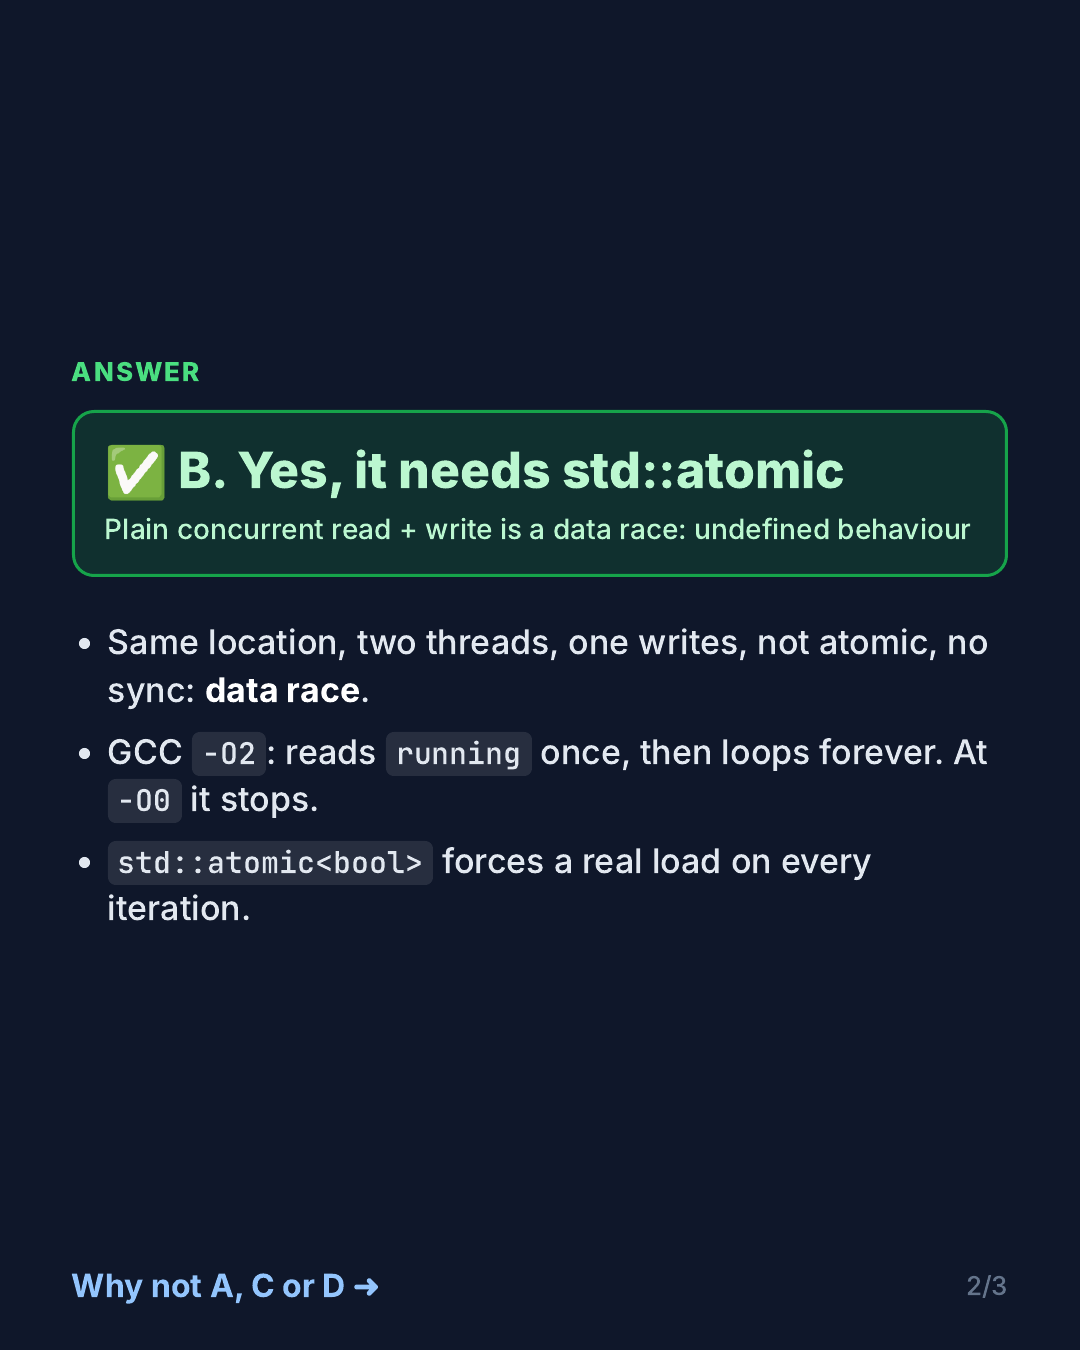 ANSWER
✅ B. Yes, it needs std::atomic
Plain concurrent read + write is a data race: undefined behaviour
• Same location, two threads, one writes, not atomic, no
sync: data race.
• GCC -O2: reads running once, then loops forever. At
-O0 it stops.
• std::atomic<bool> forces a real load on every
iteration.
Why not A, C or D ➜
2/3